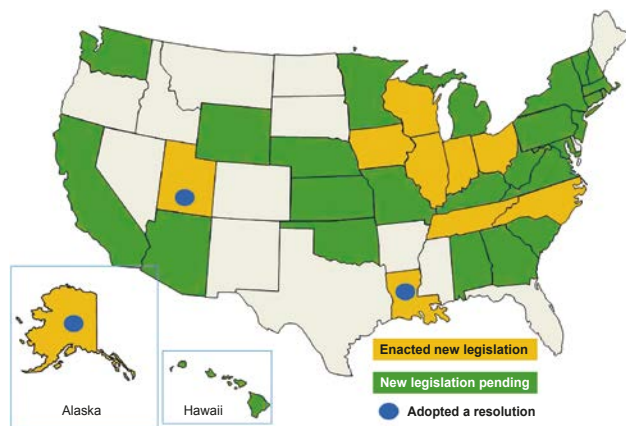 Enacted new legislation
New legislation pending
Adopted a resolution
Alaska
Hawaii